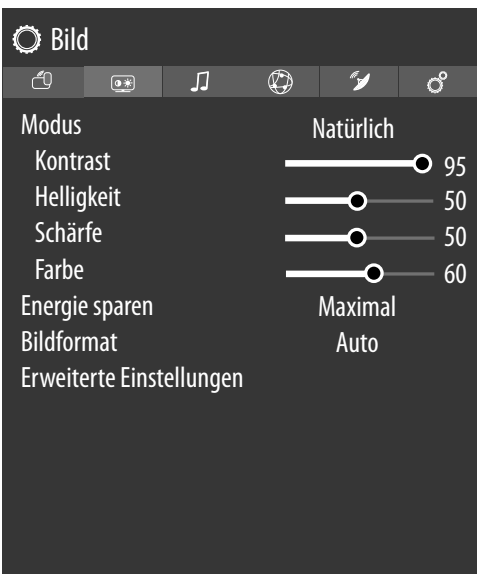 Bild
Modus Natürlich
Kontrast 95
Helligkeit 50
Schärfe 50
Farbe 60
Energie sparen Maximal
Bildformat Auto
Erweiterte Einstellungen